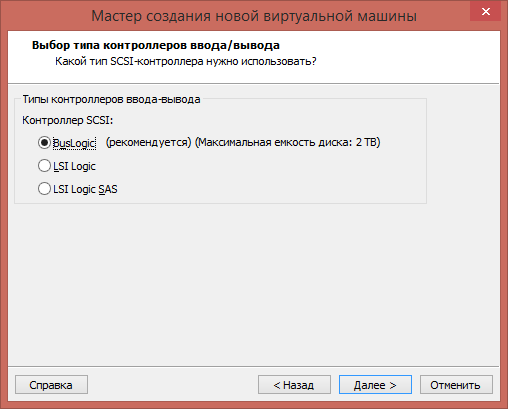 Мастер создания новой виртуальной машины
Выбор типа контроллеров ввода/вывода
Какой тип SCSI-контроллера нужно использовать?
Типы контроллеров ввода-вывода
Контроллер SCSI:
BusLogic (рекомендуется) (Максимальная емкость диска: 2 TB)
LSI Logic
LSI Logic SAS
Справка < Назад Далее > Отменить